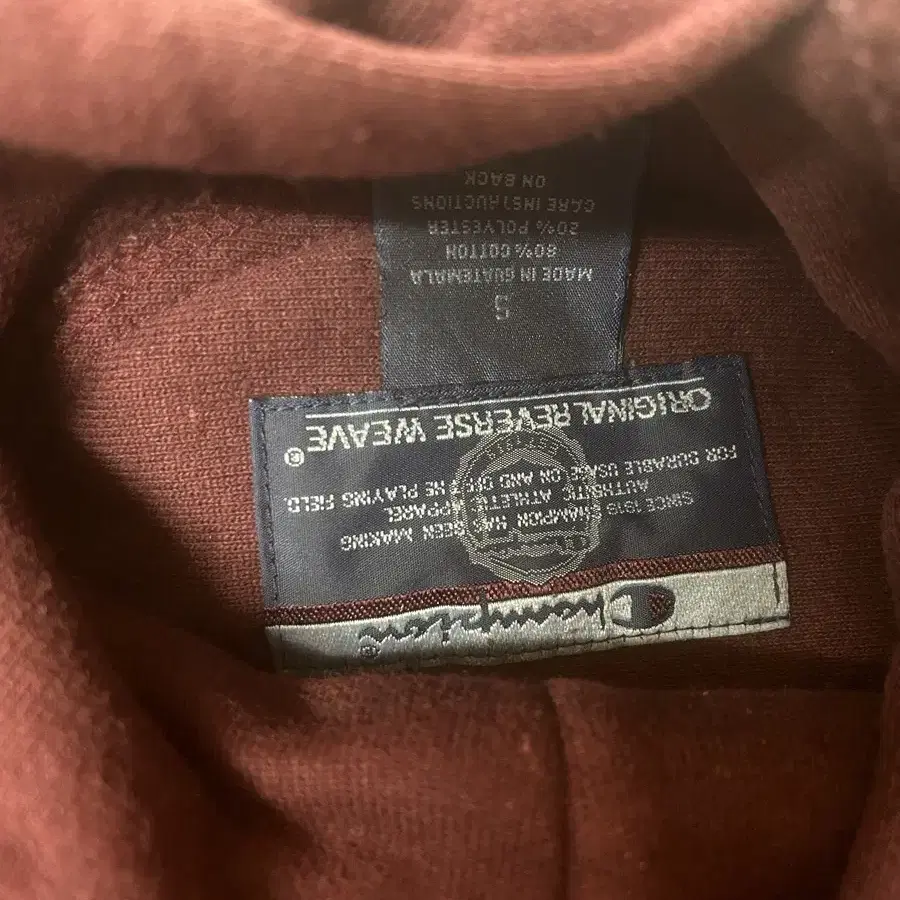 Champion®
SINCE 1919 CHAMPION HAS BEEN MAKING
AUTHENTIC ATHLETIC APPAREL
FOR DURABLE USAGE ON AND OFF THE PLAYING FIELD.
Champion
ORIGINAL REVERSE WEAVE®
S
MADE IN GUATEMALA
80% COTTON
20% POLYESTER
CARE INSTRUCTIONS
ON BACK